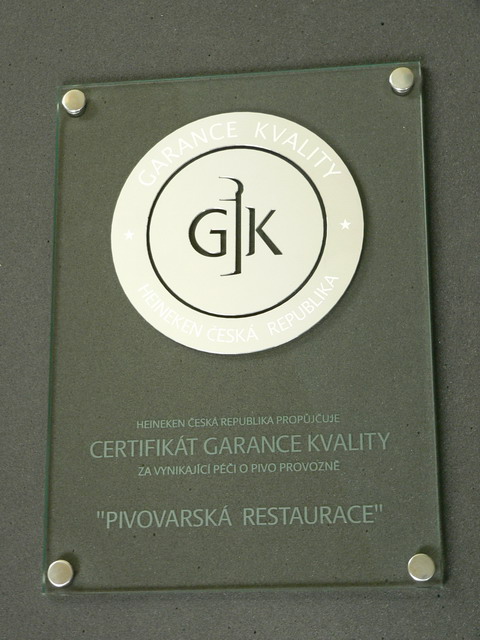 GARANCE KVALITY
GK
HEINEKEN ČESKÁ REPUBLIKA
HEINEKEN ČESKÁ REPUBLIKA PROPŮJČUJE
CERTIFIKÁT GARANCE KVALITY
ZA VYNIKAJÍCÍ PÉČI O PIVO PROVOZNĚ
"PIVOVARSKÁ RESTAURACE"